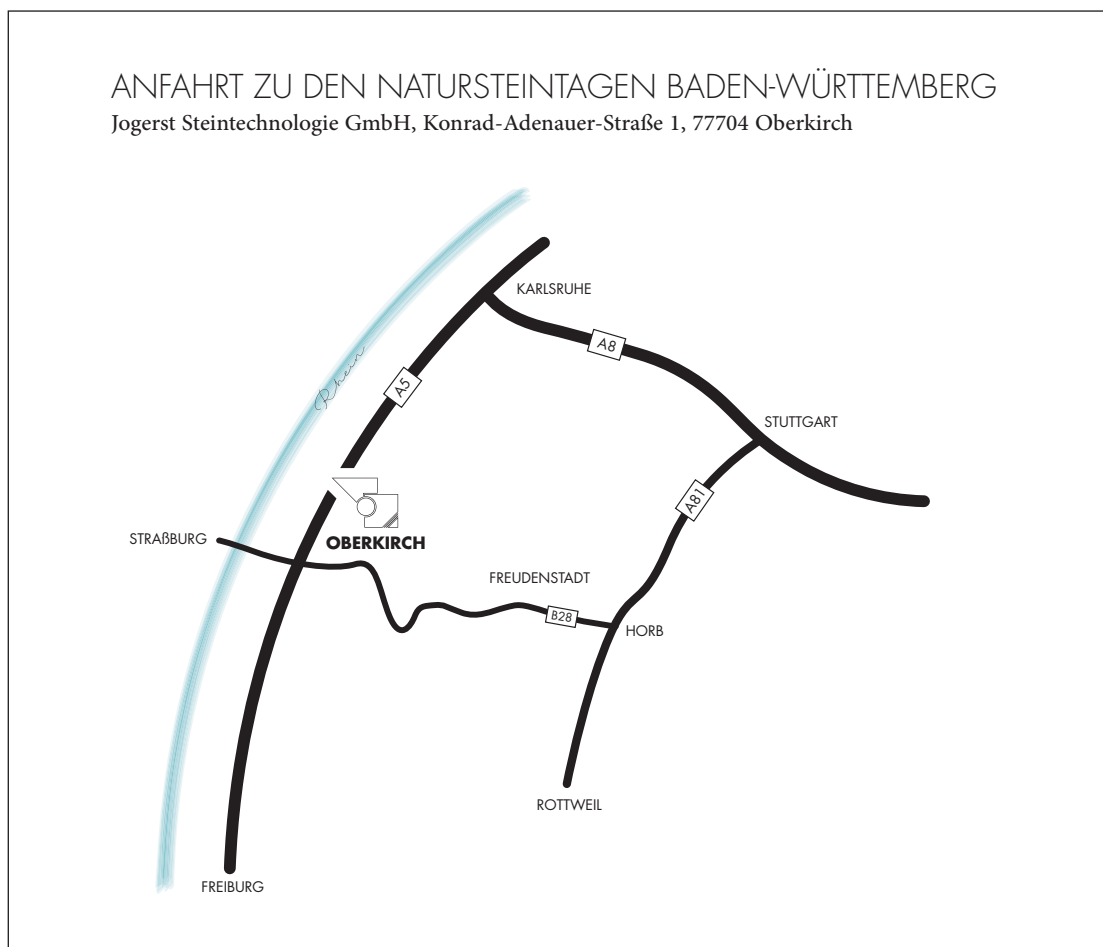 ANFAHRT ZU DEN NATURSTEINTAGEN BADEN-WÜRTTEMBERG
Jogerst Steintechnologie GmbH, Konrad-Adenauer-Straße 1, 77704 Oberkirch
KARLSRUHE
A8
Rhein
A5
STUTTGART
A81
STRAßBURG
OBERKIRCH
FREUDENSTADT
B28
HORB
ROTTWEIL
FREIBURG